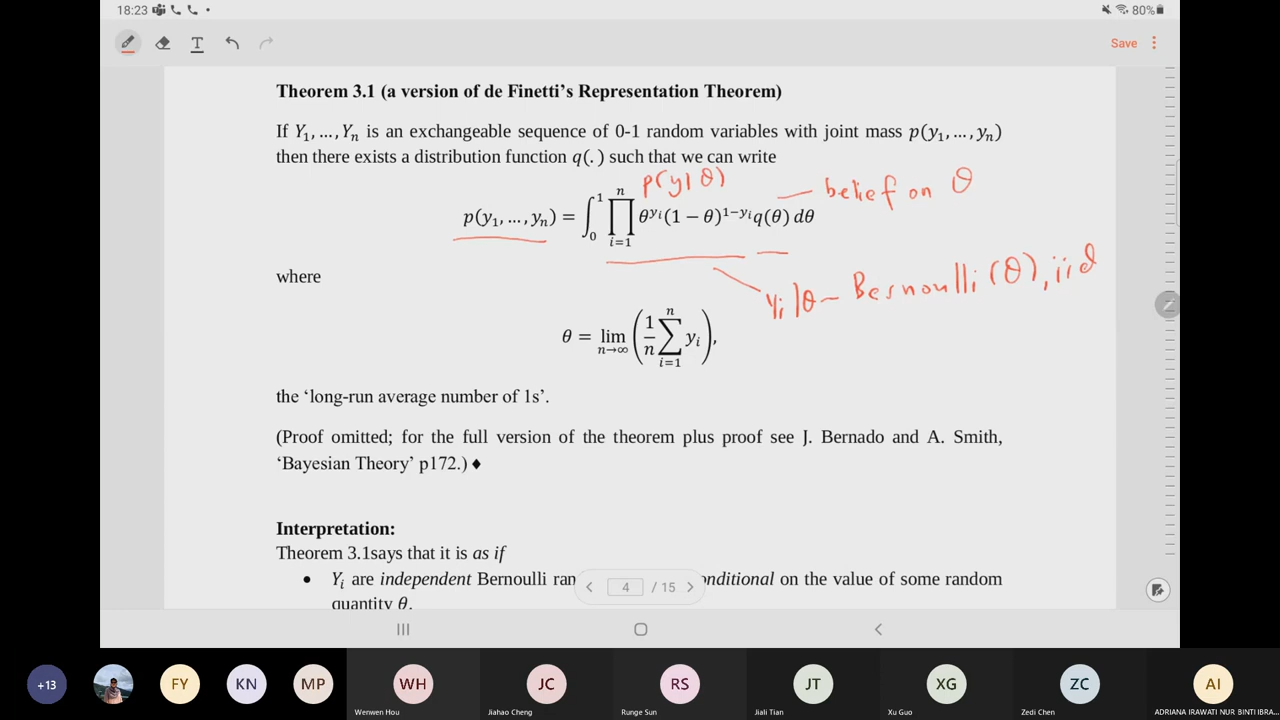 18:23
80%
Save
Theorem 3.1 (a version of de Finetti's Representation Theorem)
If Y₁, … , Yₙ is an exchangeable sequence of 0-1 random variables with joint mass p(y₁, … , yₙ)
then there exists a distribution function q(. ) such that we can write
p(y|θ)
belief on θ
p(y₁, … , yₙ) = ∫₀¹ ∏ᵢ₌₁ⁿ θ^{yᵢ}(1 − θ)^{1−yᵢ}q(θ) dθ
where
Yᵢ|θ ~ Bernoulli(θ), iid
θ = lim_{n→∞} (1/n ∑ᵢ₌₁ⁿ yᵢ),
the ‘long-run average number of 1s’.
(Proof omitted; for the full version of the theorem plus proof see J. Bernado and A. Smith,
‘Bayesian Theory’ p172.) ♦
Interpretation:
Theorem 3.1says that it is as if
• Yᵢ are independent Bernoulli ran onditional on the value of some random
quantity θ.
4 / 15
+13
FY
KN
MP
WH
JC
RS
JT
XG
ZC
AI
Wenwen Hou
Jiahao Cheng
Runge Sun
Jiali Tian
Xu Guo
Zedi Chen
ADRIANA IRAWATI NUR BINTI IBRA...